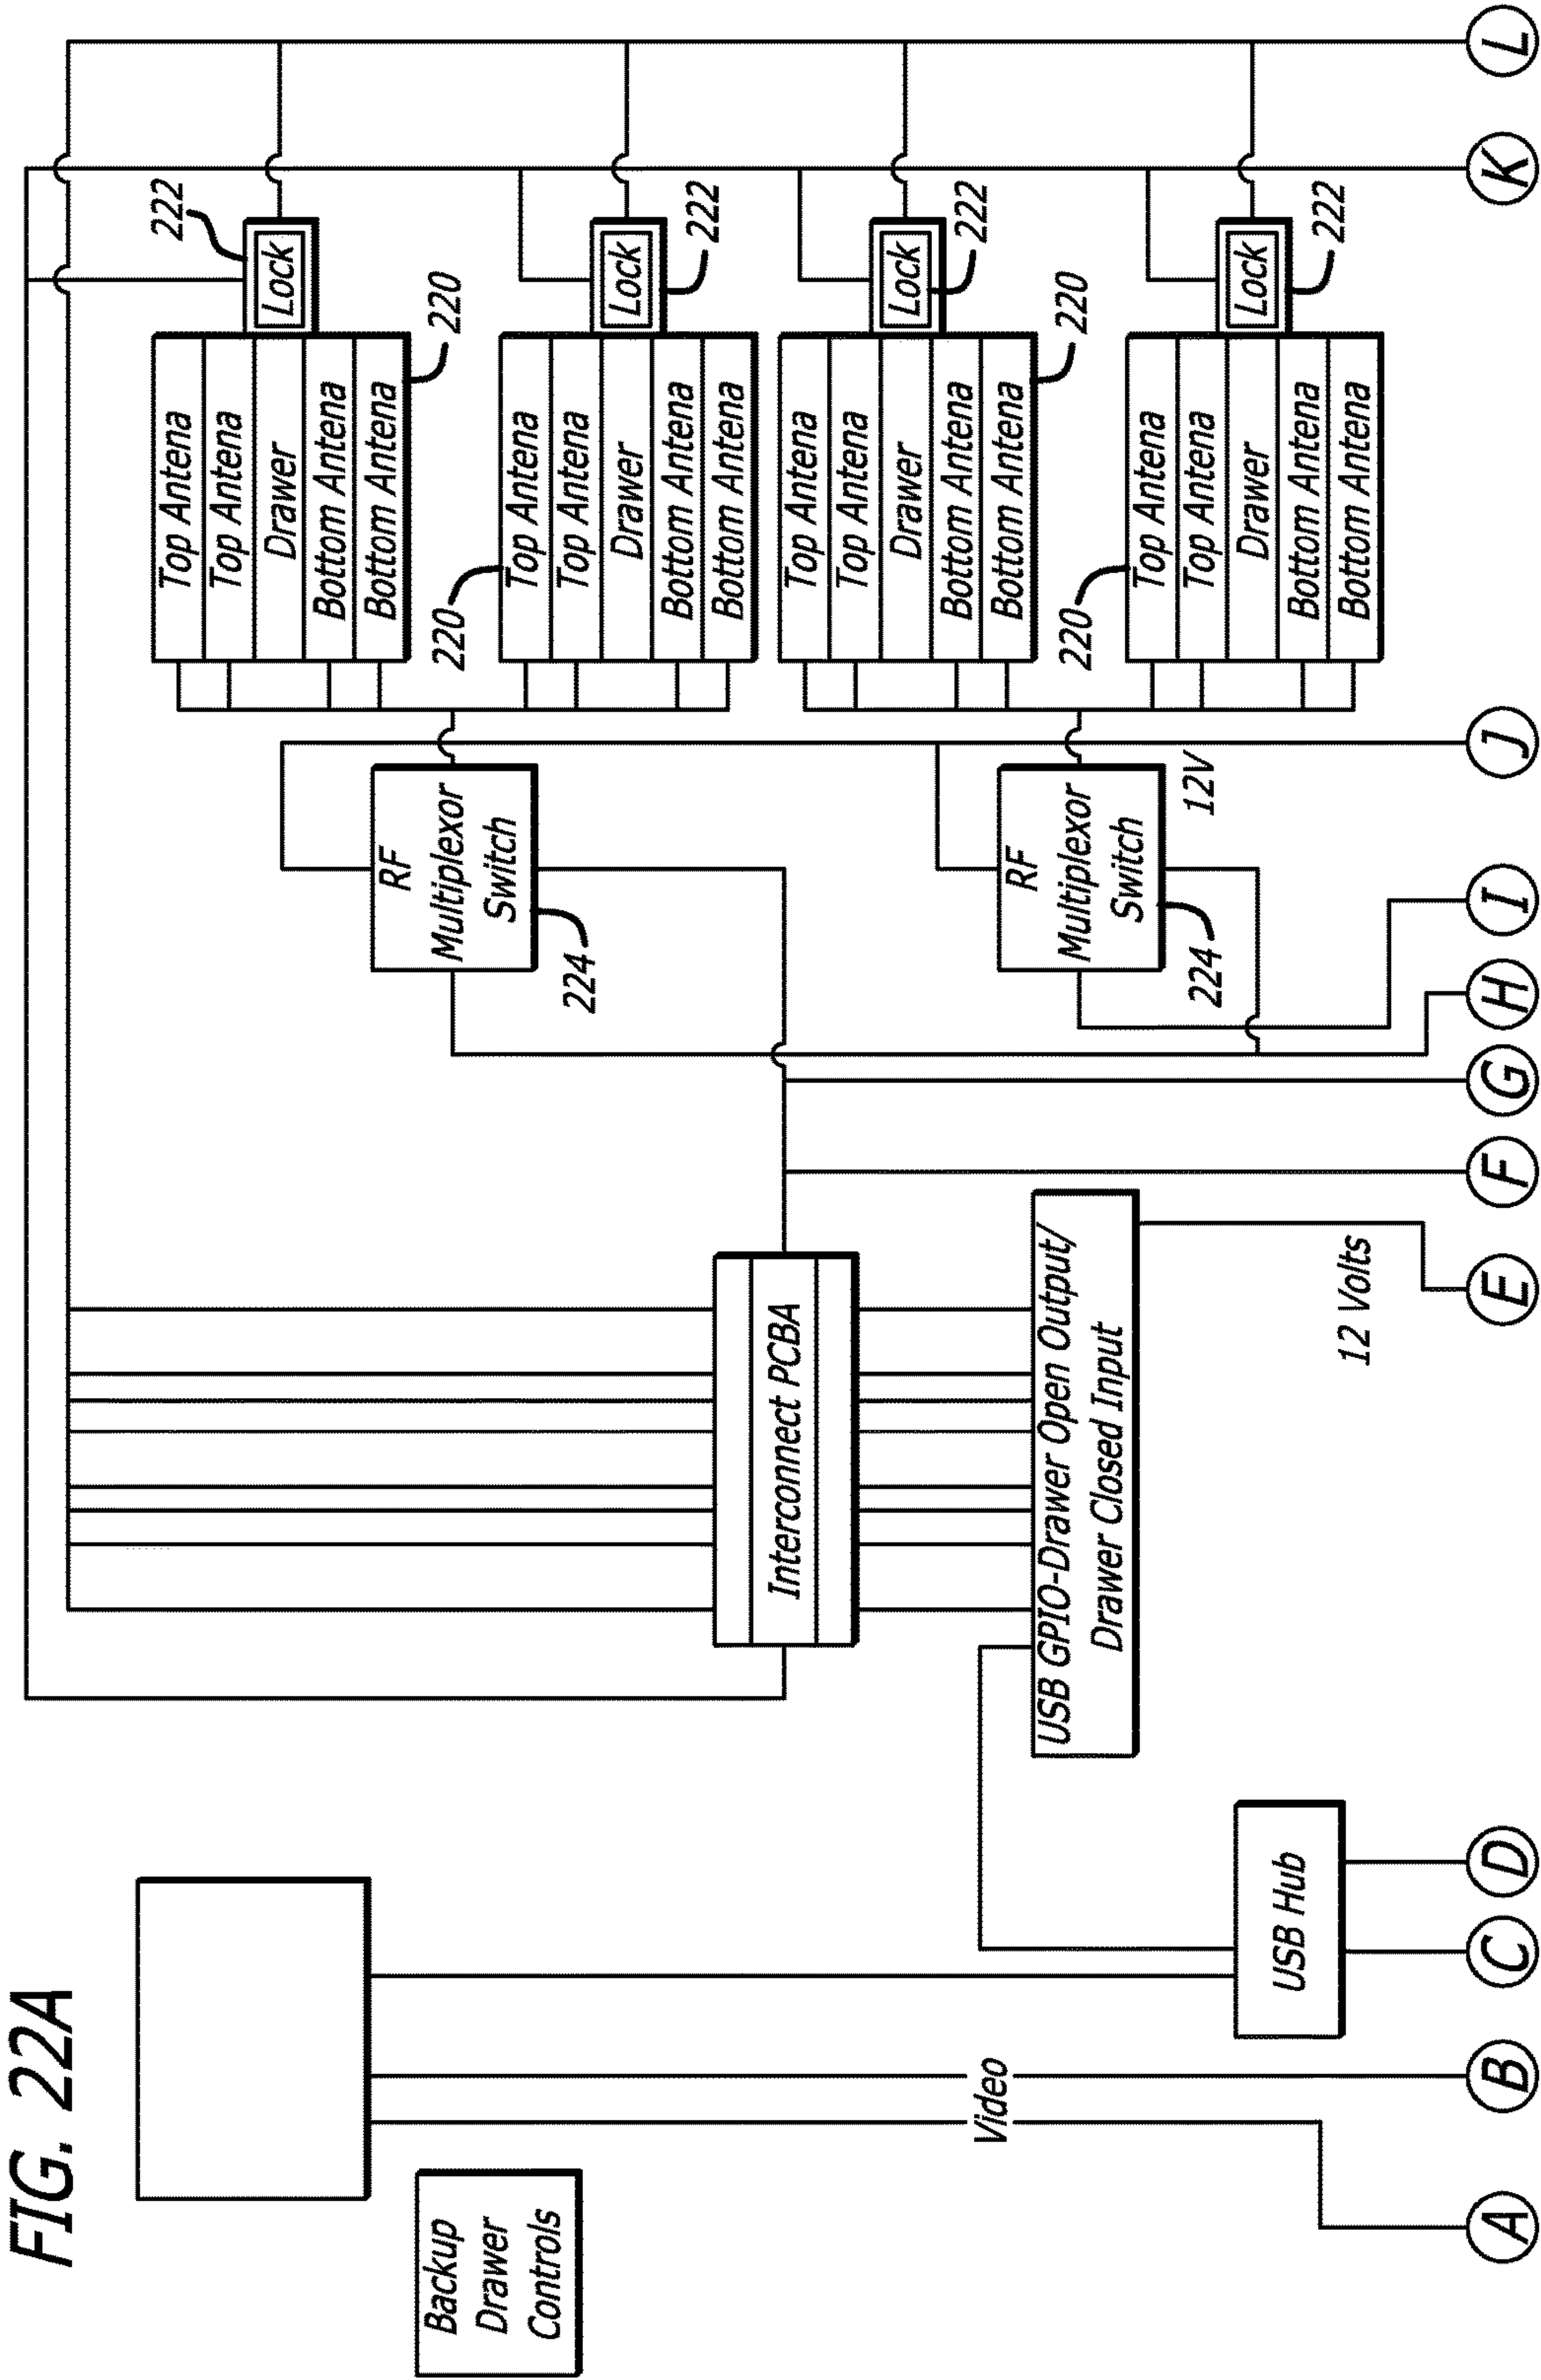 FIG. 22A
Backup
Drawer
Controls
Video
USB Hub
Interconnect PCBA
USB GPIO-Drawer Open Output/
Drawer Closed Input
12 Volts
RF
Multiplexor
Switch
224
RF
Multiplexor
Switch
224
12V
Top Antena
Top Antena
Drawer
Bottom Antena
Bottom Antena
220
Lock
222
Top Antena
Top Antena
Drawer
Bottom Antena
Bottom Antena
220
Lock
222
Top Antena
Top Antena
Drawer
Bottom Antena
Bottom Antena
220
Lock
222
Top Antena
Top Antena
Drawer
Bottom Antena
Bottom Antena
220
Lock
222
A
B
C
D
E
F
G
H
I
J
K
L